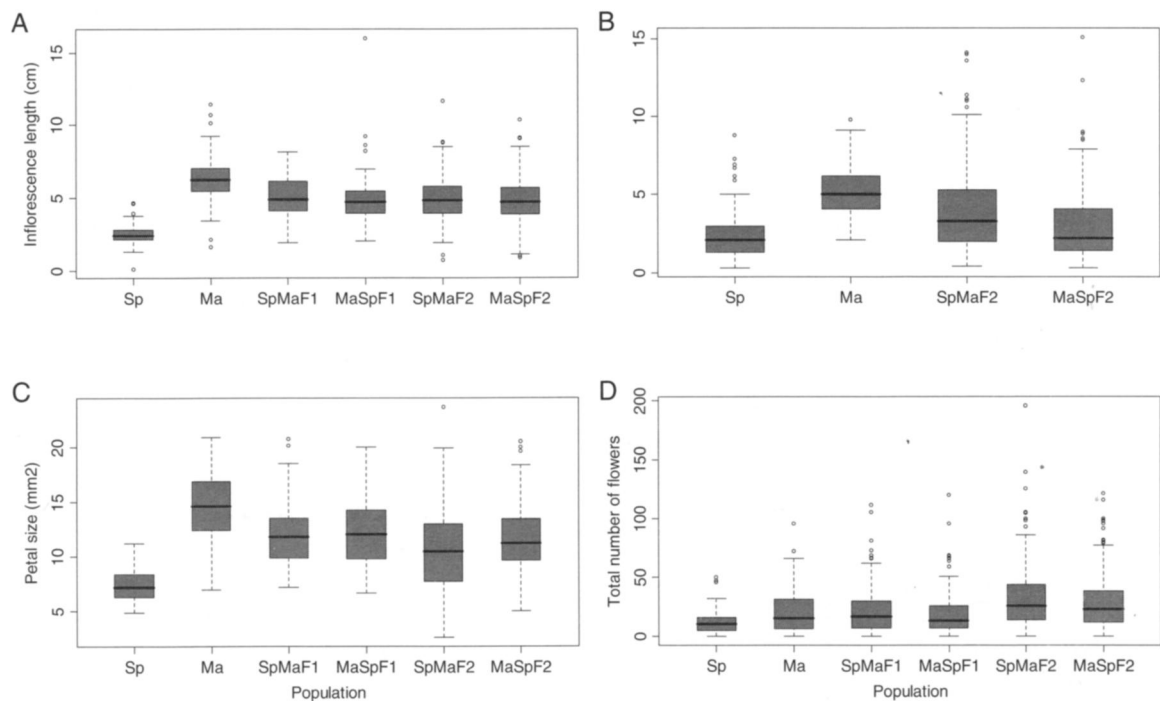 A
Inflorescence length (cm)
15
10
5
0
Sp Ma SpMaF1 MaSpF1 SpMaF2 MaSpF2
B
15
10
5
0
Sp Ma SpMaF2 MaSpF2
C
Petal size (mm2)
20
15
10
5
Sp Ma SpMaF1 MaSpF1 SpMaF2 MaSpF2
Population
D
Total number of flowers
200
150
100
50
0
Sp Ma SpMaF1 MaSpF1 SpMaF2 MaSpF2
Population